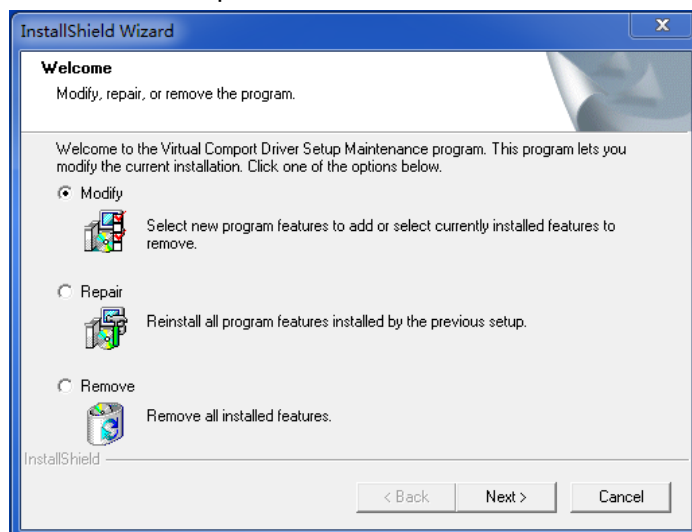 InstallShield Wizard
x
Welcome
Modify, repair, or remove the program.
Welcome to the Virtual Comport Driver Setup Maintenance program. This program lets you
modify the current installation. Click one of the options below.
Modify
Select new program features to add or select currently installed features to
remove.
Repair
Reinstall all program features installed by the previous setup.
Remove
Remove all installed features.
InstallShield
< Back
Next >
Cancel